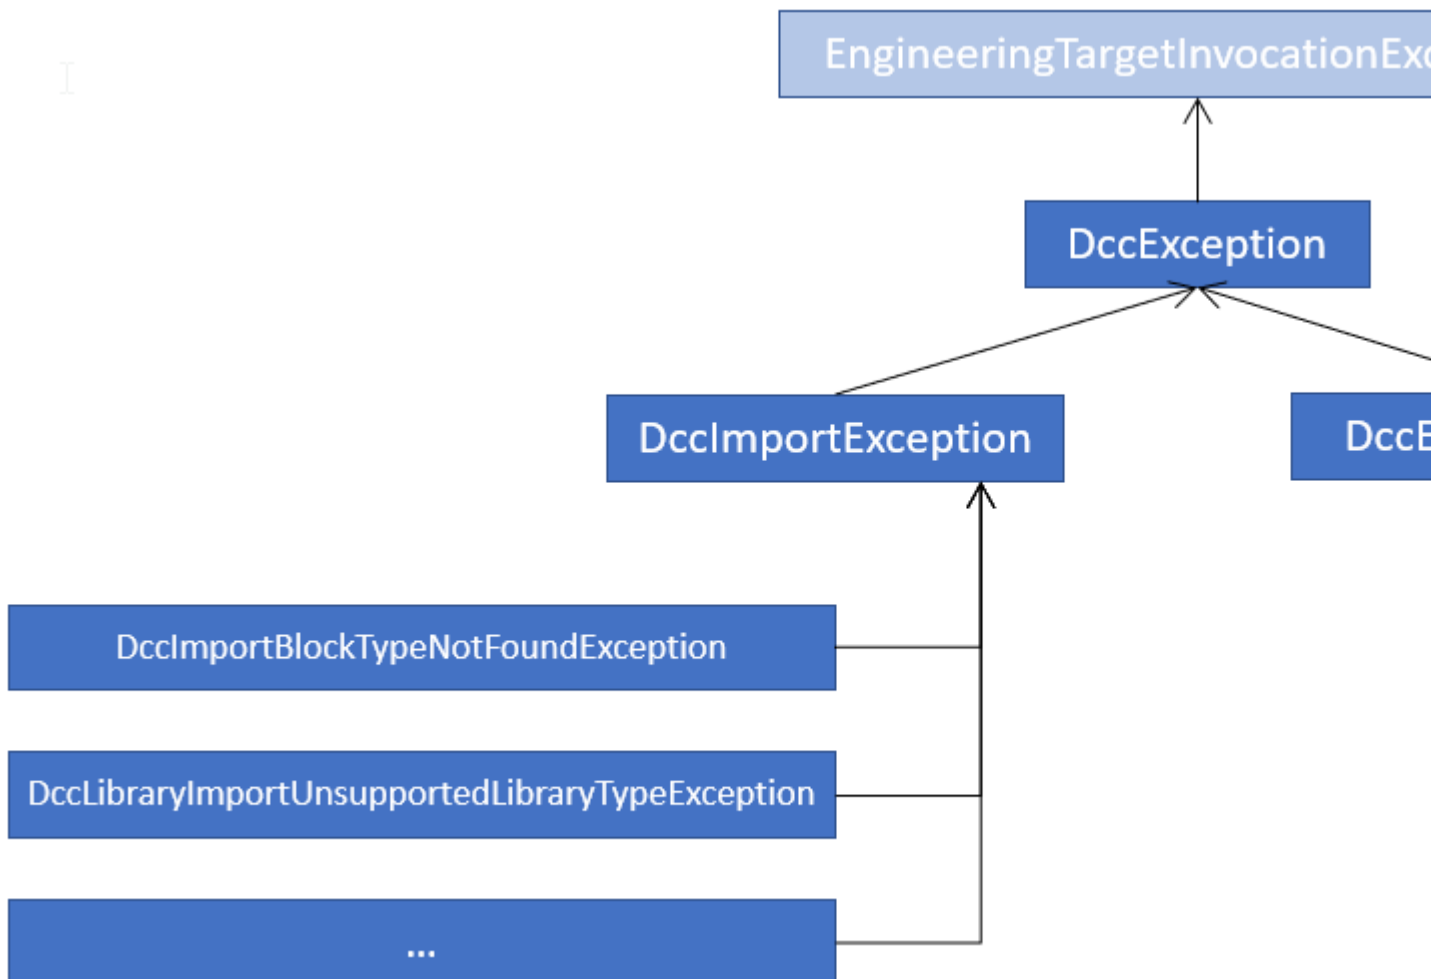 EngineeringTargetInvocationExc
DccException
DccImportException
DccE
DccImportBlockTypeNotFoundException
DccLibraryImportUnsupportedLibraryTypeException
...